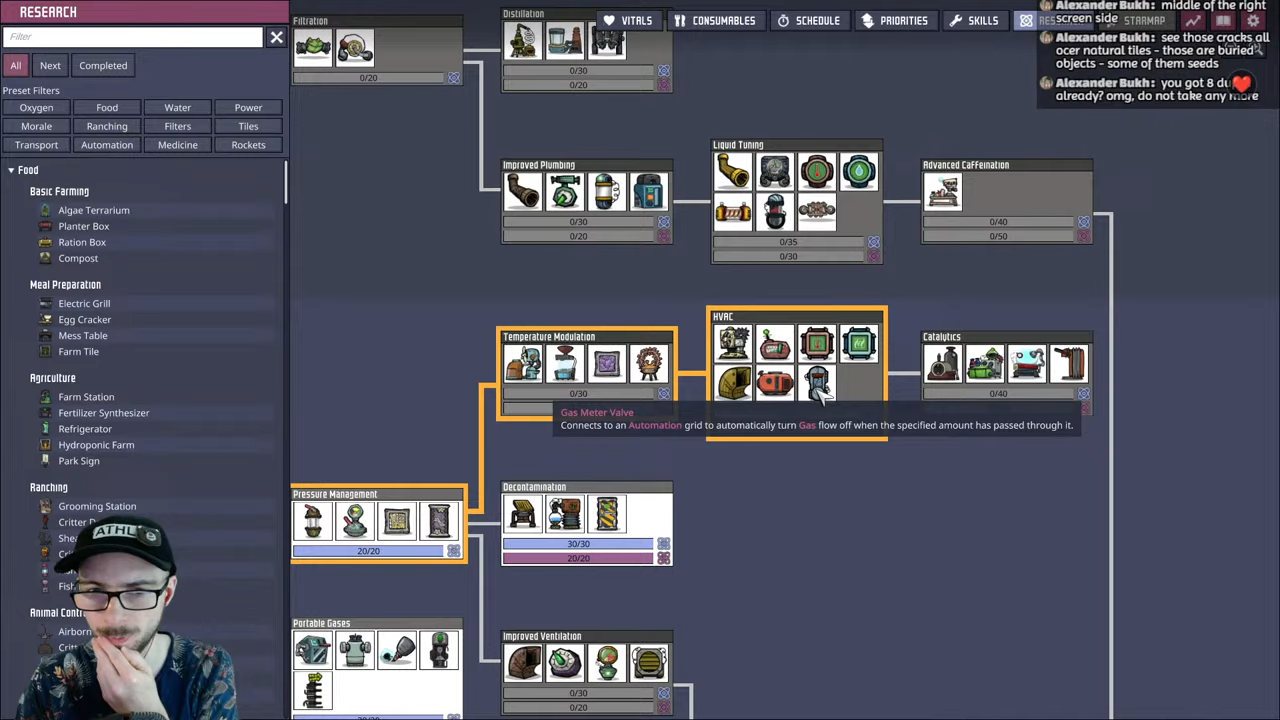 RESEARCH
Filter
All
Next
Completed
Preset Filters
Oxygen
Food
Water
Power
Morale
Ranching
Filters
Tiles
Transport
Automation
Medicine
Rockets
Food
Basic Farming
Algae Terrarium
Planter Box
Ration Box
Compost
Meal Preparation
Electric Grill
Egg Cracker
Mess Table
Farm Tile
Agriculture
Farm Station
Fertilizer Synthesizer
Refrigerator
Hydroponic Farm
Park Sign
Ranching
Grooming Station
Critter D
She
Fish
Animal Contr
Airborn
VITALS
CONSUMABLES
SCHEDULE
PRIORITIES
SKILLS
STARMAP
Alexander Bukh: middle of the right
screen side
Alexander Bukh: see those cracks all
ocer natural tiles - those are buried
objects - some of them seeds
Alexander Bukh: you got 8 du
already? omg, do not take any more
Filtration
0/20
Distillation
0/30
0/20
Improved Plumbing
0/30
0/20
Liquid Tuning
0/35
0/30
Advanced Caffeination
0/40
0/50
Temperature Modulation
0/30
HVAC
Catalytics
0/40
Gas Meter Valve
Connects to an Automation grid to automatically turn Gas flow off when the specified amount has passed through it.
Pressure Management
20/20
Decontamination
30/30
20/20
Portable Gases
20/20
Improved Ventilation
0/30
0/20
ATHL